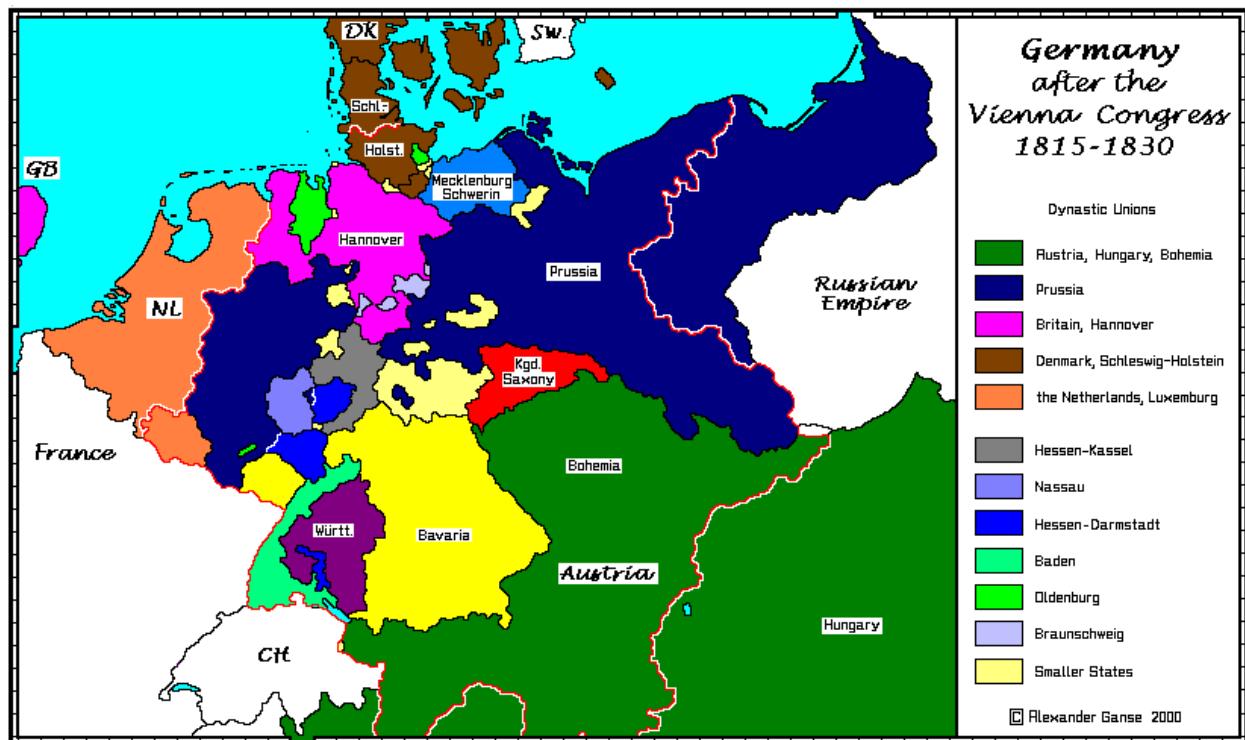 Germany
after the
Vienna Congress
1815-1830
Dynastic Unions
Austria, Hungary, Bohemia
Prussia
Britain, Hannover
Denmark, Schleswig-Holstein
the Netherlands, Luxemburg
Hessen-Kassel
Nassau
Hessen-Darmstadt
Baden
Oldenburg
Braunschweig
Smaller States
© Alexander Ganse 2000
DK
SW.
Schl.-
Holst.
GB
Mecklenburg
Schwerin
Hannover
Prussia
Russian
Empire
NL
Kgd.
Saxony
France
Bohemia
Württ.
Bavaria
Austria
Hungary
CH